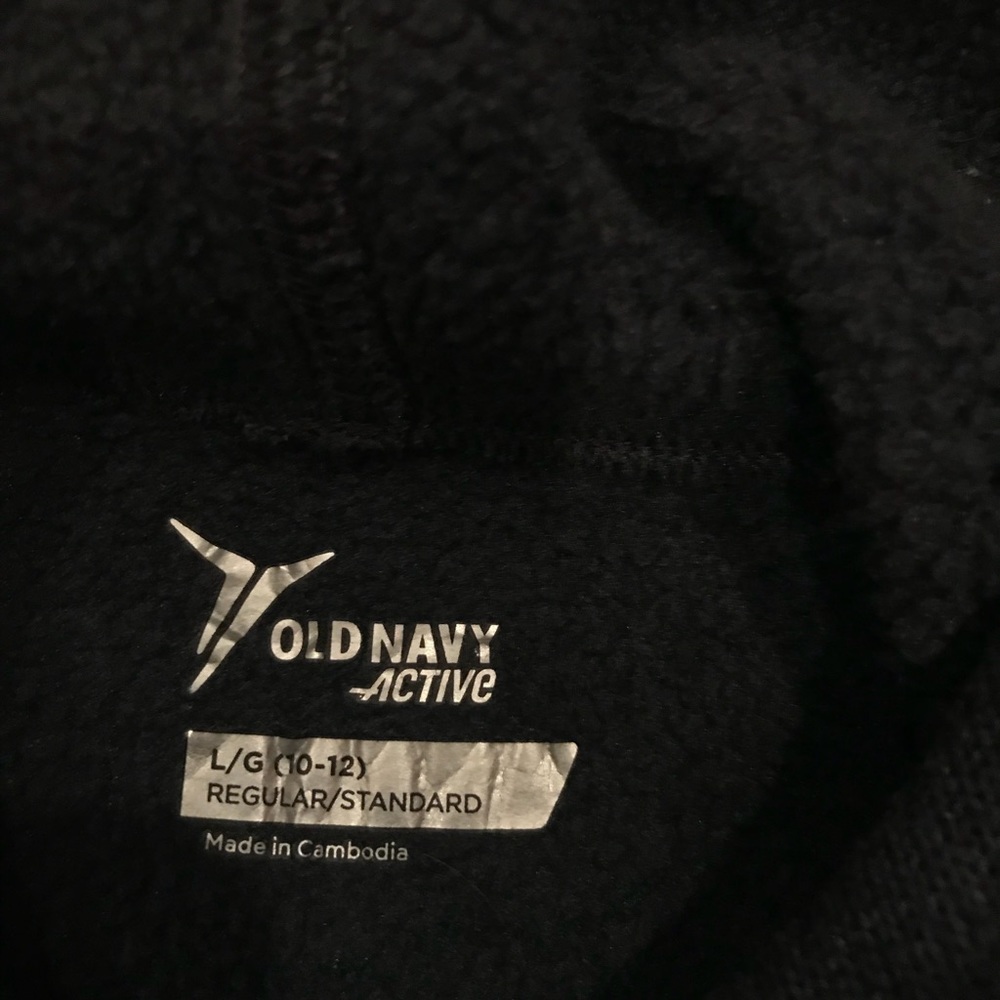 OLD NAVY
ACTIVE
L/G (10-12)
REGULAR/STANDARD
Made in Cambodia